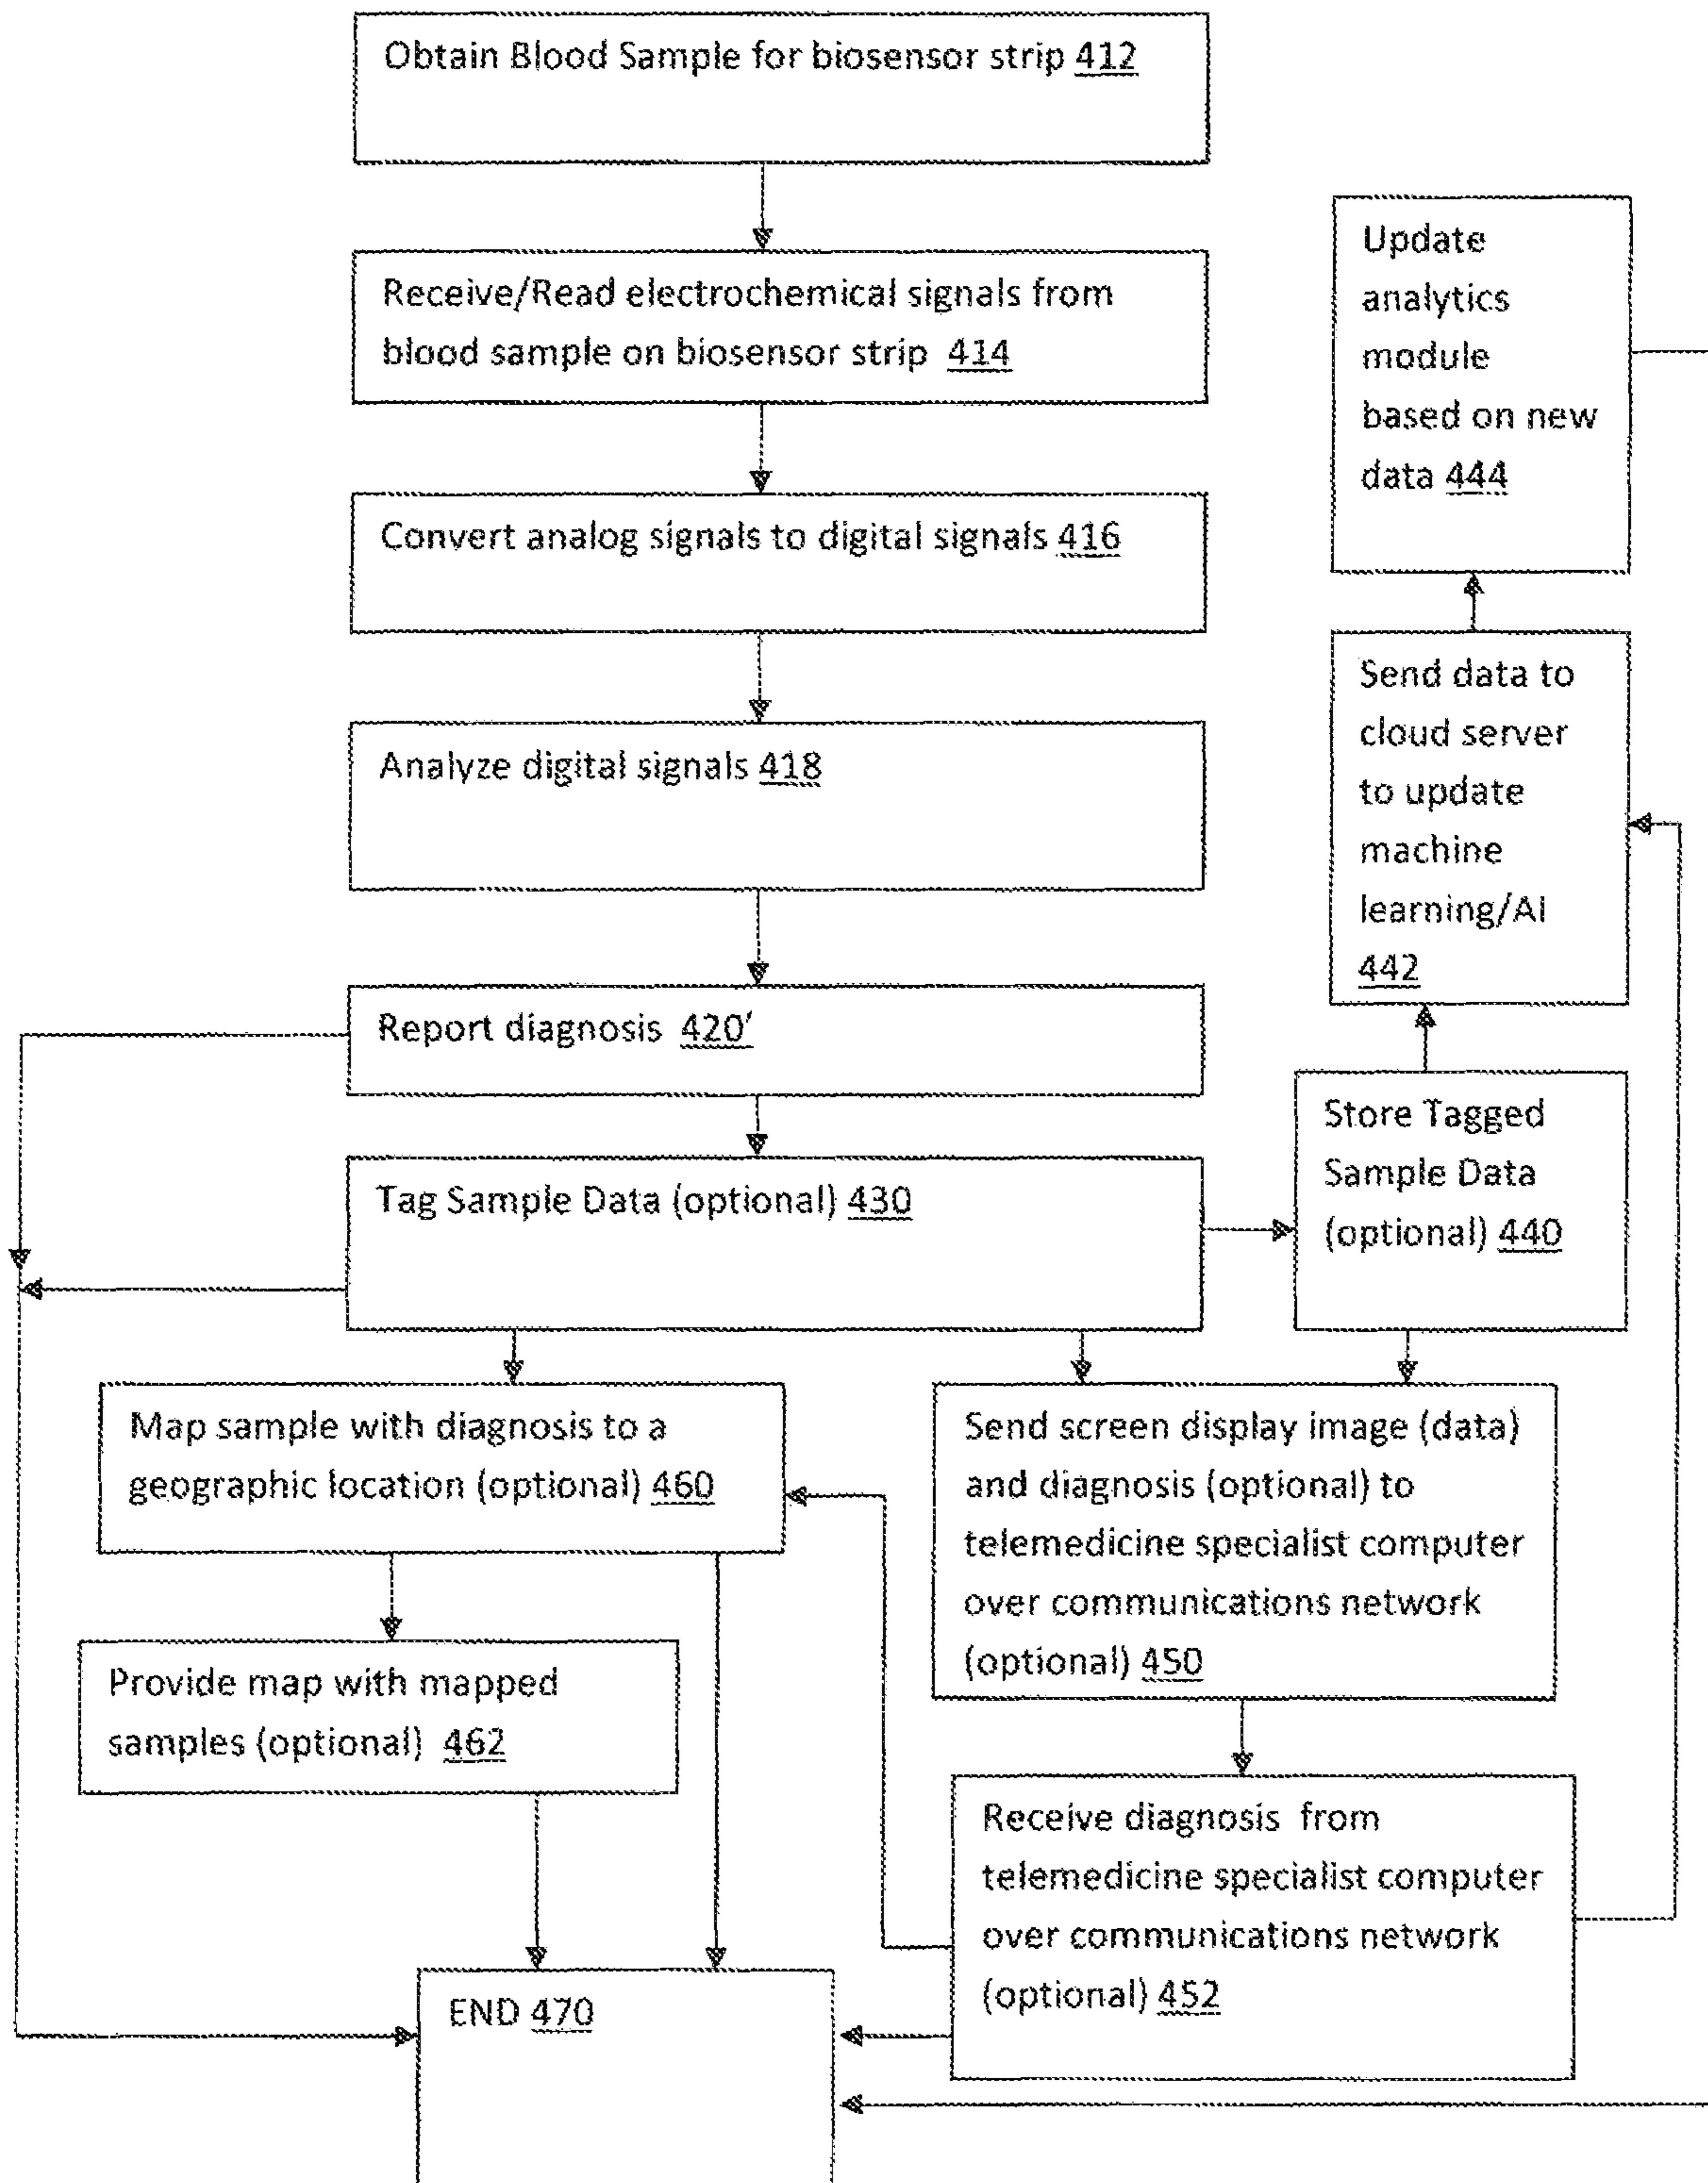 Obtain Blood Sample for biosensor strip 412
Receive/Read electrochemical signals from
blood sample on biosensor strip 414
Convert analog signals to digital signals 416
Analyze digital signals 418
Report diagnosis 420'
Tag Sample Data (optional) 430
Update
analytics
module
based on new
data 444
Send data to
cloud server
to update
machine
learning/AI
442
Store Tagged
Sample Data
(optional) 440
Map sample with diagnosis to a
geographic location (optional) 460
Provide map with mapped
samples (optional) 462
Send screen display image (data)
and diagnosis (optional) to
telemedicine specialist computer
over communications network
(optional) 450
Receive diagnosis from
telemedicine specialist computer
over communications network
(optional) 452
END 470